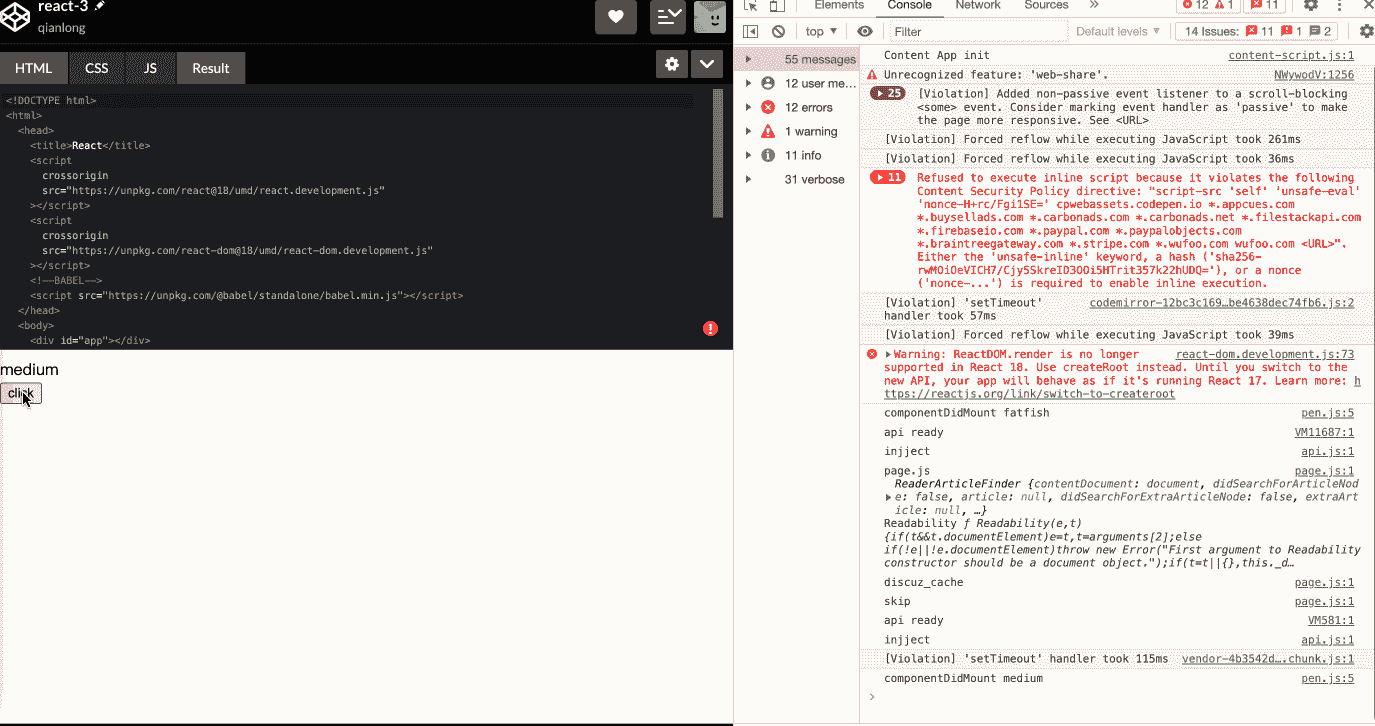 react-3
qianlong
HTML CSS JS Result
<!DOCTYPE html>
<html>
<head>
<title>React</title>
<script
crossorigin
src="https://unpkg.com/react@18/umd/react.development.js"
></script>
<script
crossorigin
src="https://unpkg.com/react-dom@18/umd/react-dom.development.js"
></script>
<!--BABEL-->
<script src="https://unpkg.com/@babel/standalone/babel.min.js"></script>
</head>
<body>
<div id="app"></div>
medium
click
Elements Console Network Sources » 12 1 11
top ▼ Filter Default levels ▼ 14 Issues: 11 1 2
55 messages
12 user me…
12 errors
1 warning
11 info
31 verbose
Content App init content-script.js:1
Unrecognized feature: 'web-share'. NWywodV:1256
25 [Violation] Added non-passive event listener to a scroll-blocking
<some> event. Consider marking event handler as 'passive' to make
the page more responsive. See <URL>
[Violation] Forced reflow while executing JavaScript took 261ms
[Violation] Forced reflow while executing JavaScript took 36ms
11 Refused to execute inline script because it violates the following
Content Security Policy directive: "script-src 'self' 'unsafe-eval'
'nonce-H+rc/Fgi1SE=' cpwebassets.codepen.io *.appcues.com
*.buysellads.com *.carbonads.com *.carbonads.net *.filestackapi.com
*.firebaseio.com *.paypal.com *.paypalobjects.com
*.braintreegateway.com *.stripe.com *.wufoo.com wufoo.com <URL>".
Either the 'unsafe-inline' keyword, a hash ('sha256-
rwMOiOeVICH7/Cjy5SkreID3OOi5HTrit357k22hUDQ='), or a nonce
('nonce-...') is required to enable inline execution.
[Violation] 'setTimeout' codemirror-12bc3c169…be4638dec74fb6.js:2
handler took 57ms
[Violation] Forced reflow while executing JavaScript took 39ms
Warning: ReactDOM.render is no longer react-dom.development.js:73
supported in React 18. Use createRoot instead. Until you switch to
the new API, your app will behave as if it's running React 17. Learn more: h
ttps://reactjs.org/link/switch-to-createroot
componentDidMount fatfish pen.js:5
api ready VM11687:1
injject api.js:1
page.js page.js:1
ReaderArticleFinder {contentDocument: document, didSearchForArticleNod
e: false, article: null, didSearchForExtraArticleNode: false, extraArt
icle: null, …}
Readability ƒ Readability(e,t)
{if(t&&t.documentElement)e=t,t=arguments[2];else
if(!e||!e.documentElement)throw new Error("First argument to Readability
constructor should be a document object.");if(t=t||{},this._d…
discuz_cache page.js:1
skip page.js:1
api ready VM581:1
injject api.js:1
[Violation] 'setTimeout' handler took 115ms vendor-4b3542d….chunk.js:1
componentDidMount medium pen.js:5
>